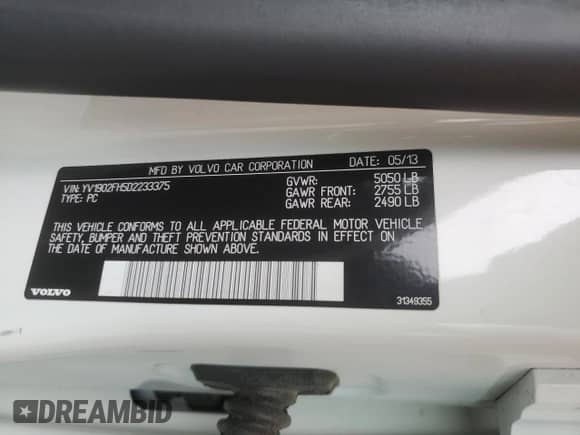 MFD BY VOLVO CAR CORPORATION DATE: 05/13
VIN: YV1902FH5D2233375 GVWR: 5050 LB
TYPE: PC GAWR FRONT: 2755 LB
GAWR REAR: 2490 LB
THIS VEHICLE CONFORMS TO ALL APPLICABLE FEDERAL MOTOR VEHICLE
SAFETY, BUMPER AND THEFT PREVENTION STANDARDS IN EFFECT ON
THE DATE OF MANUFACTURE SHOWN ABOVE.
VOLVO 31349355
DREAMBID